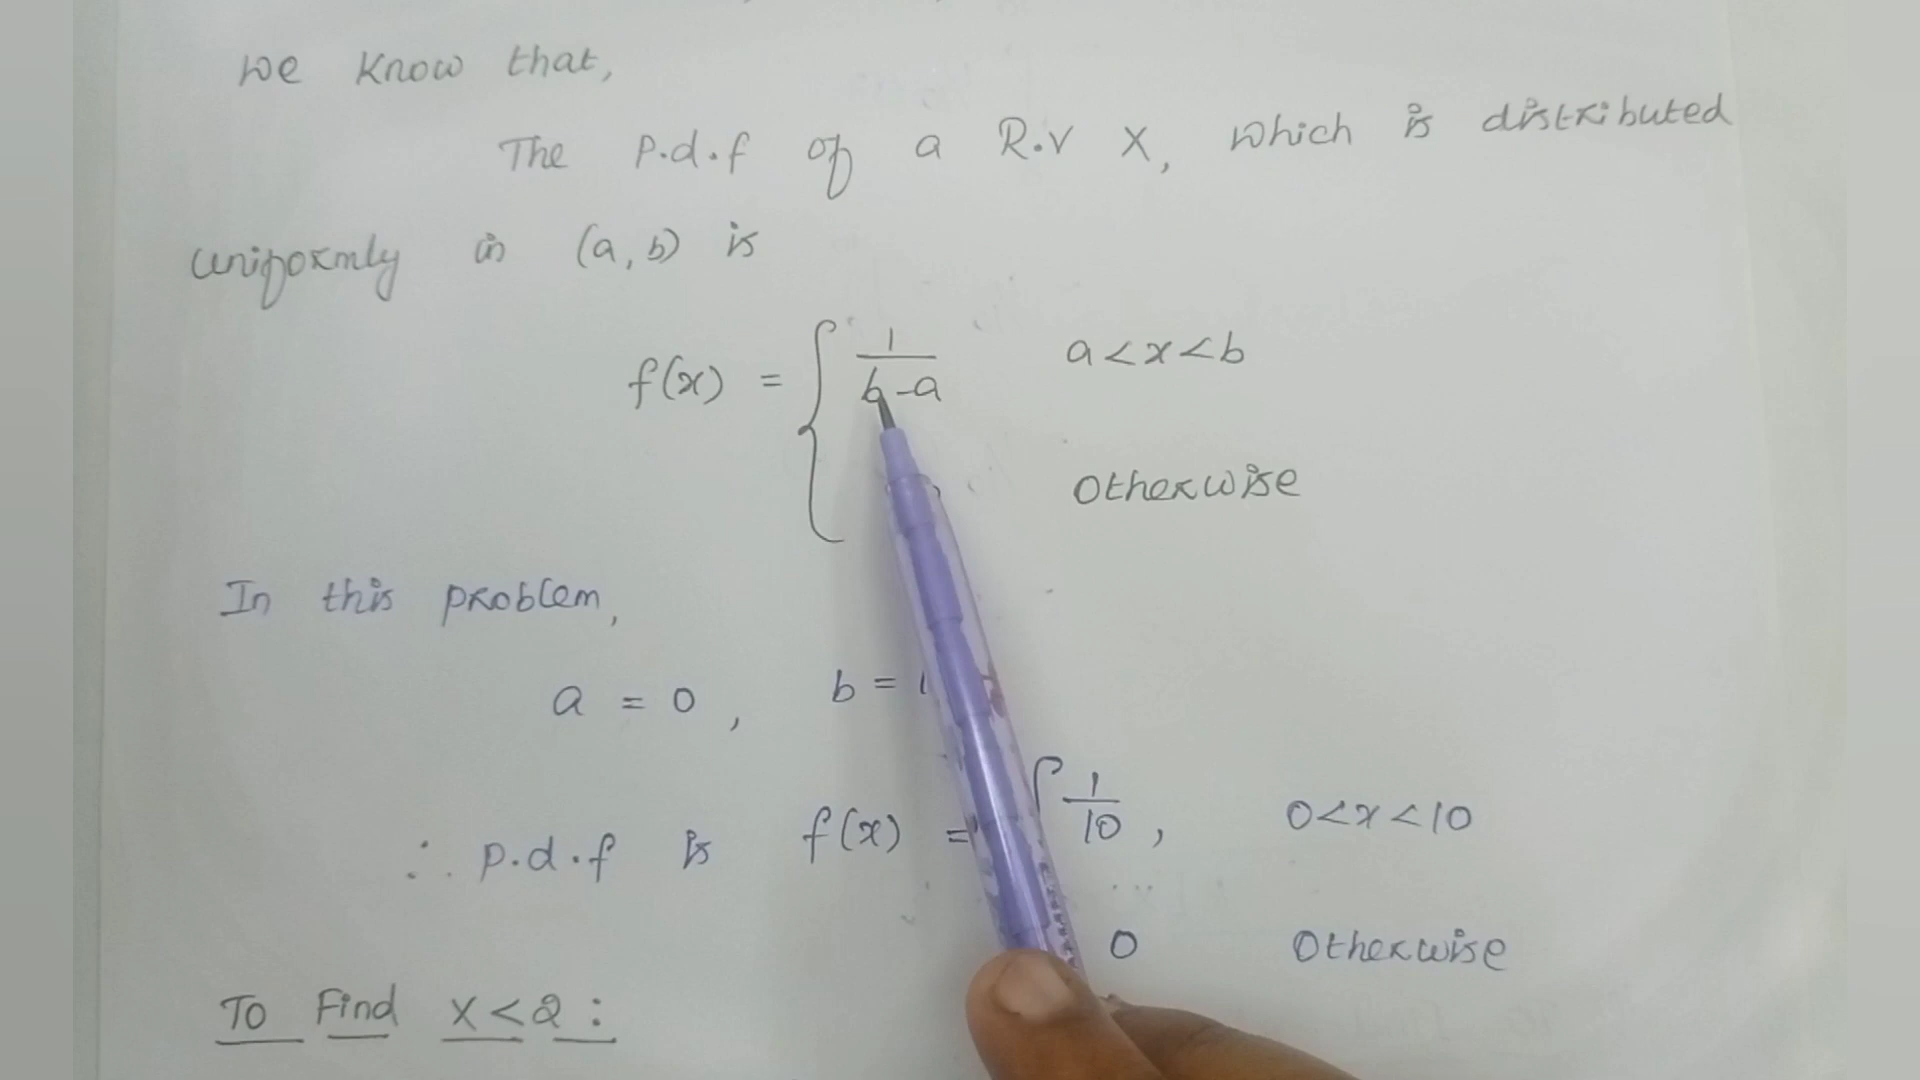 We know that,
The P.d.f of a R.V X, which is distributed
uniformly in (a, b) is
f(x) = { 1/b-a a<x<b
Otherwise
In this problem,
a = 0, b = 1
∴ P.d.f is f(x) = { 1/10, 0<x<10
0 Otherwise
To Find X<2: